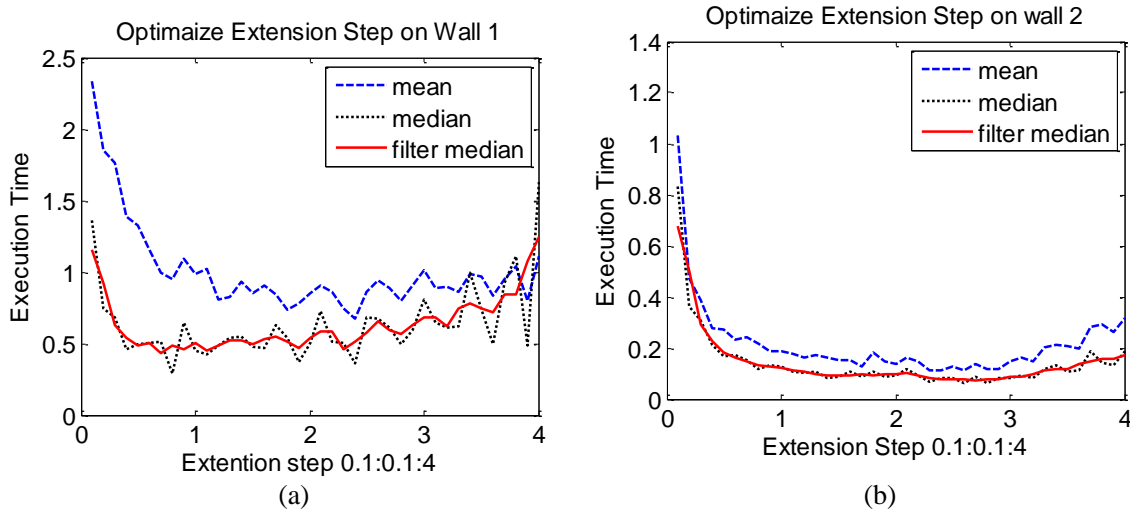 Optimaize Extension Step on Wall 1
2.5
2
1.5
1
0.5
0
Execution Time
mean
median
filter median
0 1 2 3 4
Extention step 0.1:0.1:4
(a)
Optimaize Extension Step on wall 2
1.4
1.2
1
0.8
0.6
0.4
0.2
0
Execution Time
mean
median
filter median
0 1 2 3 4
Extension Step 0.1:0.1:4
(b)